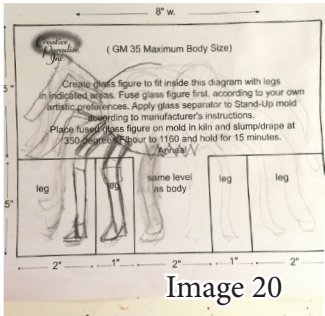 8" w.
Creative
Paradise,
Inc
( GM 35 Maximum Body Size)
Create glass figure to fit inside this diagram with legs
in indicated areas. Fuse glass figure first, according to your own
artistic preferences. Apply glass separator to Stand-Up mold
according to manufacturer's instructions.
Place fused glass figure on mold in kiln and slump/drape at
350 degrees F/hour to 1160 and hold for 15 minutes.
Anneal
5"
leg
leg
same level
as body
leg
leg
5"
2"
1"
2"
1"
2"
Image 20